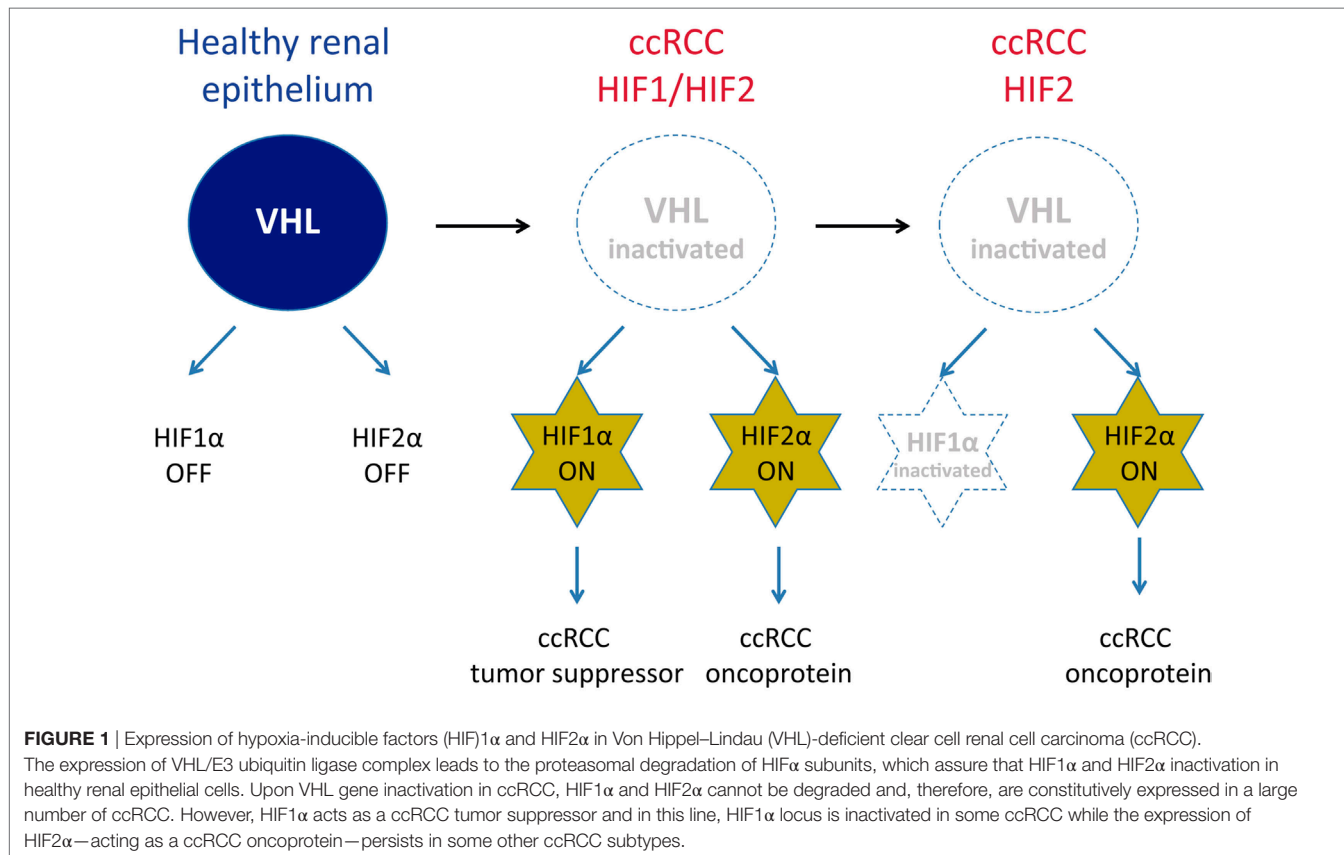 Healthy renal
epithelium
ccRCC
HIF1/HIF2
ccRCC
HIF2
VHL
VHL
inactivated
VHL
inactivated
HIF1α
OFF
HIF2α
OFF
HIF1α
ON
HIF2α
ON
HIF1α
inactivated
HIF2α
ON
ccRCC
tumor suppressor
ccRCC
oncoprotein
ccRCC
oncoprotein
FIGURE 1 | Expression of hypoxia-inducible factors (HIF)1α and HIF2α in Von Hippel–Lindau (VHL)-deficient clear cell renal cell carcinoma (ccRCC).
The expression of VHL/E3 ubiquitin ligase complex leads to the proteasomal degradation of HIFα subunits, which assure that HIF1α and HIF2α inactivation in
healthy renal epithelial cells. Upon VHL gene inactivation in ccRCC, HIF1α and HIF2α cannot be degraded and, therefore, are constitutively expressed in a large
number of ccRCC. However, HIF1α acts as a ccRCC tumor suppressor and in this line, HIF1α locus is inactivated in some ccRCC while the expression of
HIF2α—acting as a ccRCC oncoprotein—persists in some other ccRCC subtypes.